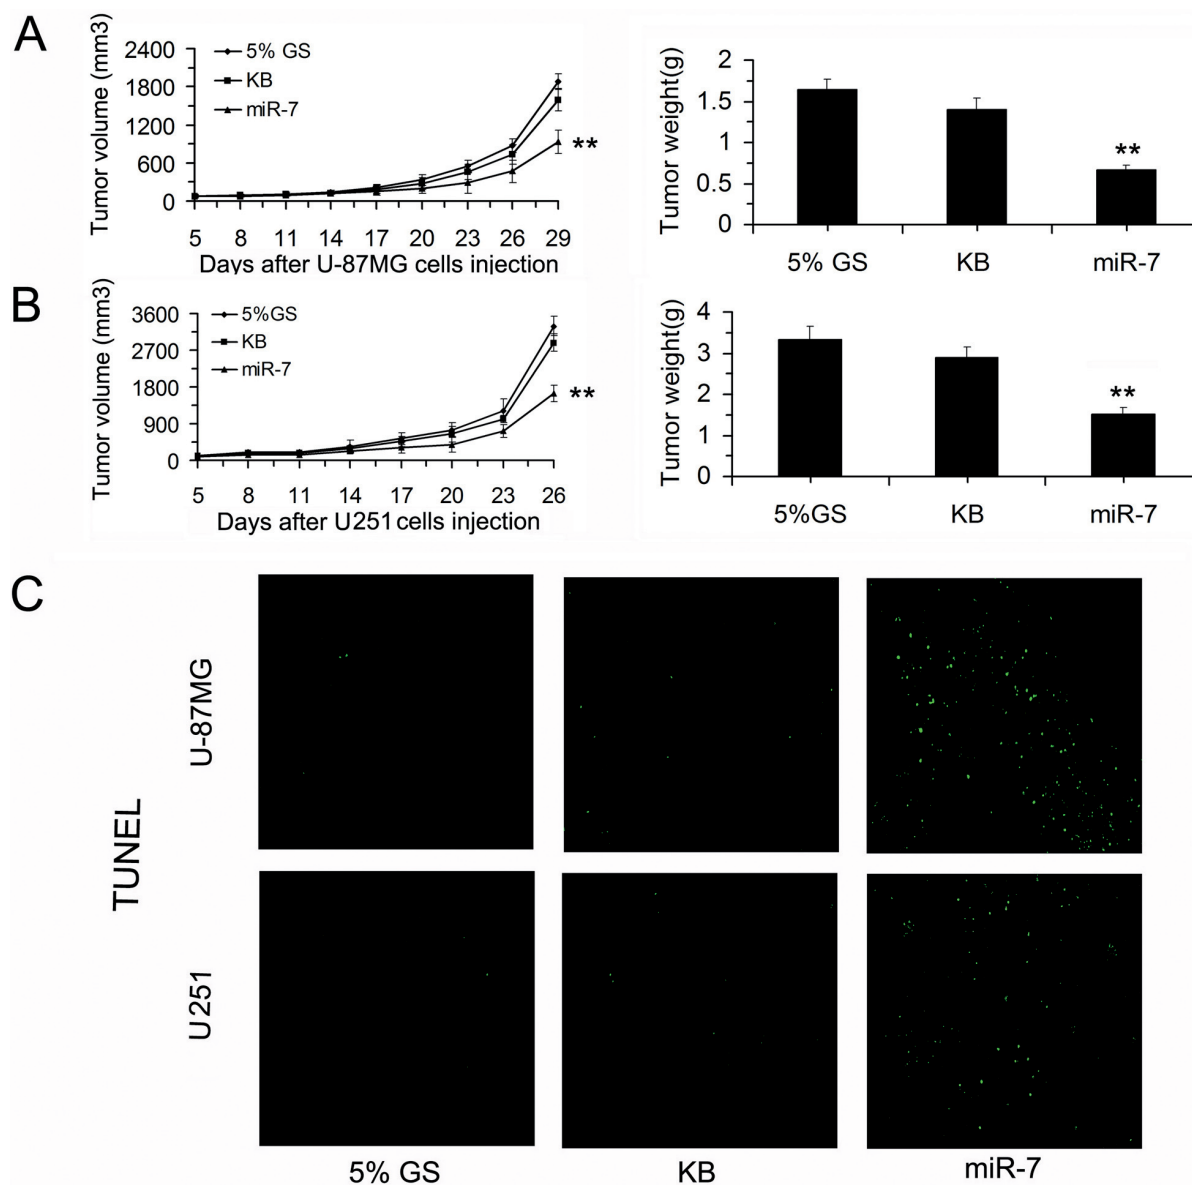 A
Tumor volume (mm3)
2400
1800
1200
600
0
5% GS
KB
miR-7
**
5 8 11 14 17 20 23 26 29
Days after U-87MG cells injection
Tumor weight(g)
2
1.5
1
0.5
0
**
5% GS KB miR-7
B
Tumor volume (mm3)
3600
2700
1800
900
0
5%GS
KB
miR-7
**
5 8 11 14 17 20 23 26
Days after U251 cells injection
Tumor weight(g)
4
3
2
1
0
**
5%GS KB miR-7
C
TUNEL
U-87MG
U251
5% GS KB miR-7